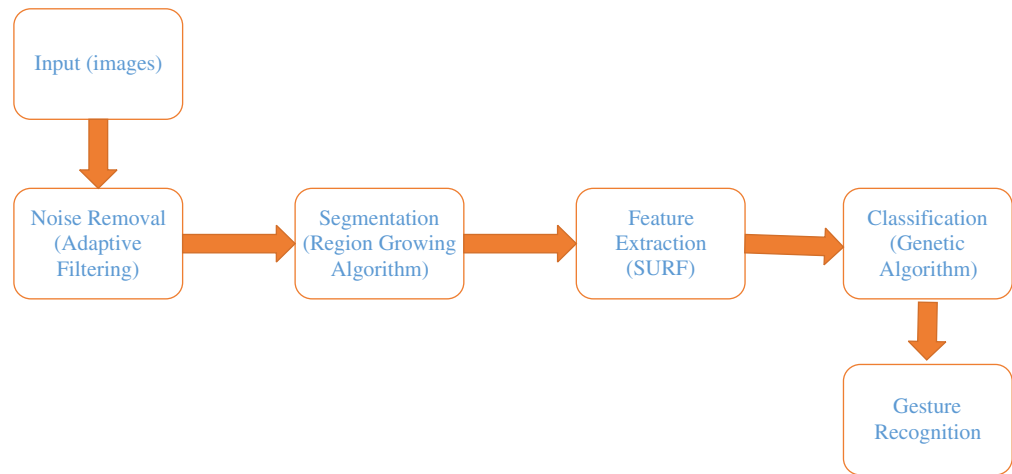 Input (images)
Noise Removal
(Adaptive
Filtering)
Segmentation
(Region Growing
Algorithm)
Feature
Extraction
(SURF)
Classification
(Genetic
Algorithm)
Gesture
Recognition